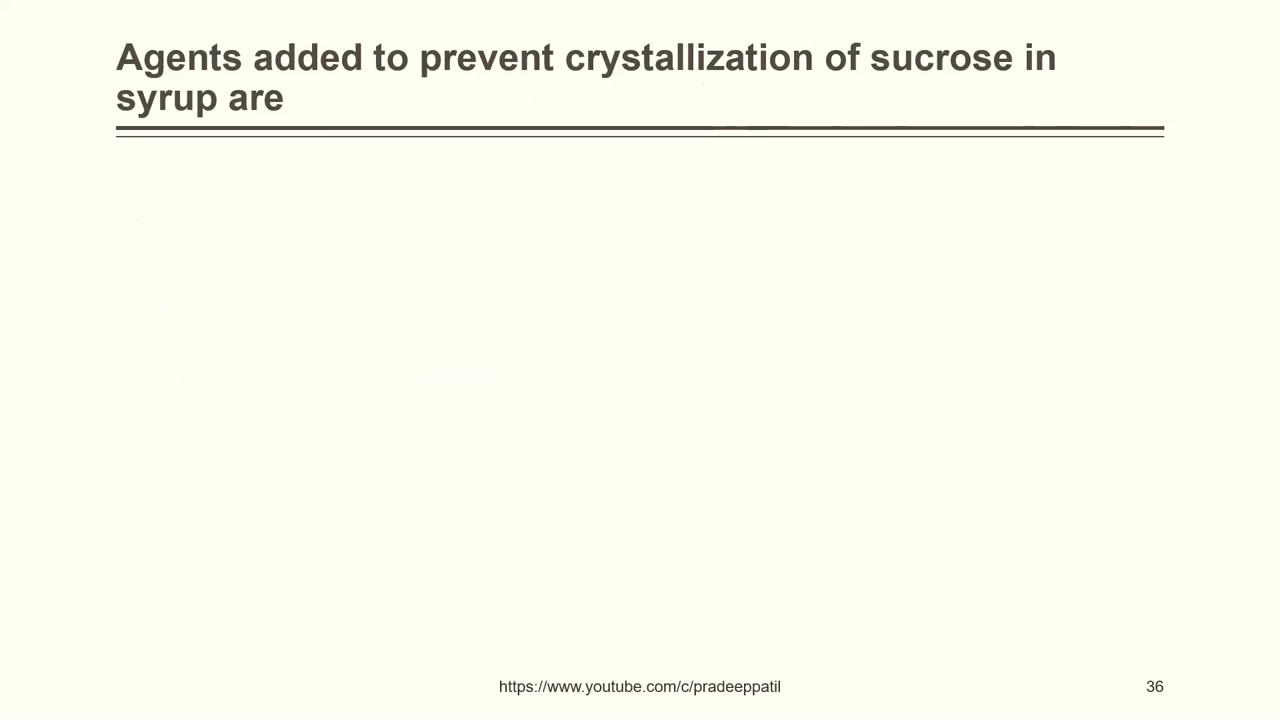 Agents added to prevent crystallization of sucrose in
syrup are
https://www.youtube.com/c/pradeeppatil
36